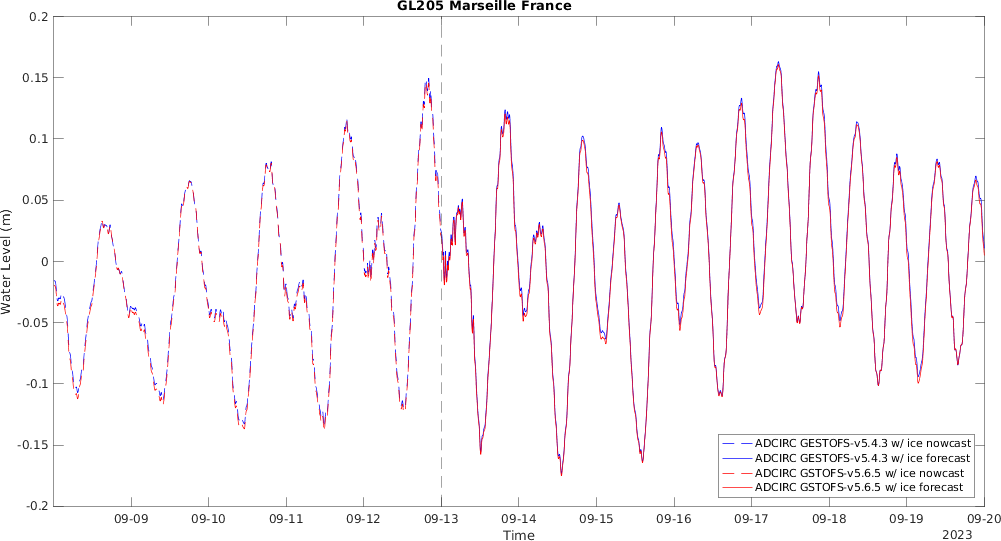 GL205 Marseille France
0.2
0.15
0.1
0.05
0
-0.05
-0.1
-0.15
-0.2
Water Level (m)
09-09 09-10 09-11 09-12 09-13 09-14 09-15 09-16 09-17 09-18 09-19 09-20
Time
2023
ADCIRC GESTOFS-v5.4.3 w/ ice nowcast
ADCIRC GESTOFS-v5.4.3 w/ ice forecast
ADCIRC GSTOFS-v5.6.5 w/ ice nowcast
ADCIRC GSTOFS-v5.6.5 w/ ice forecast